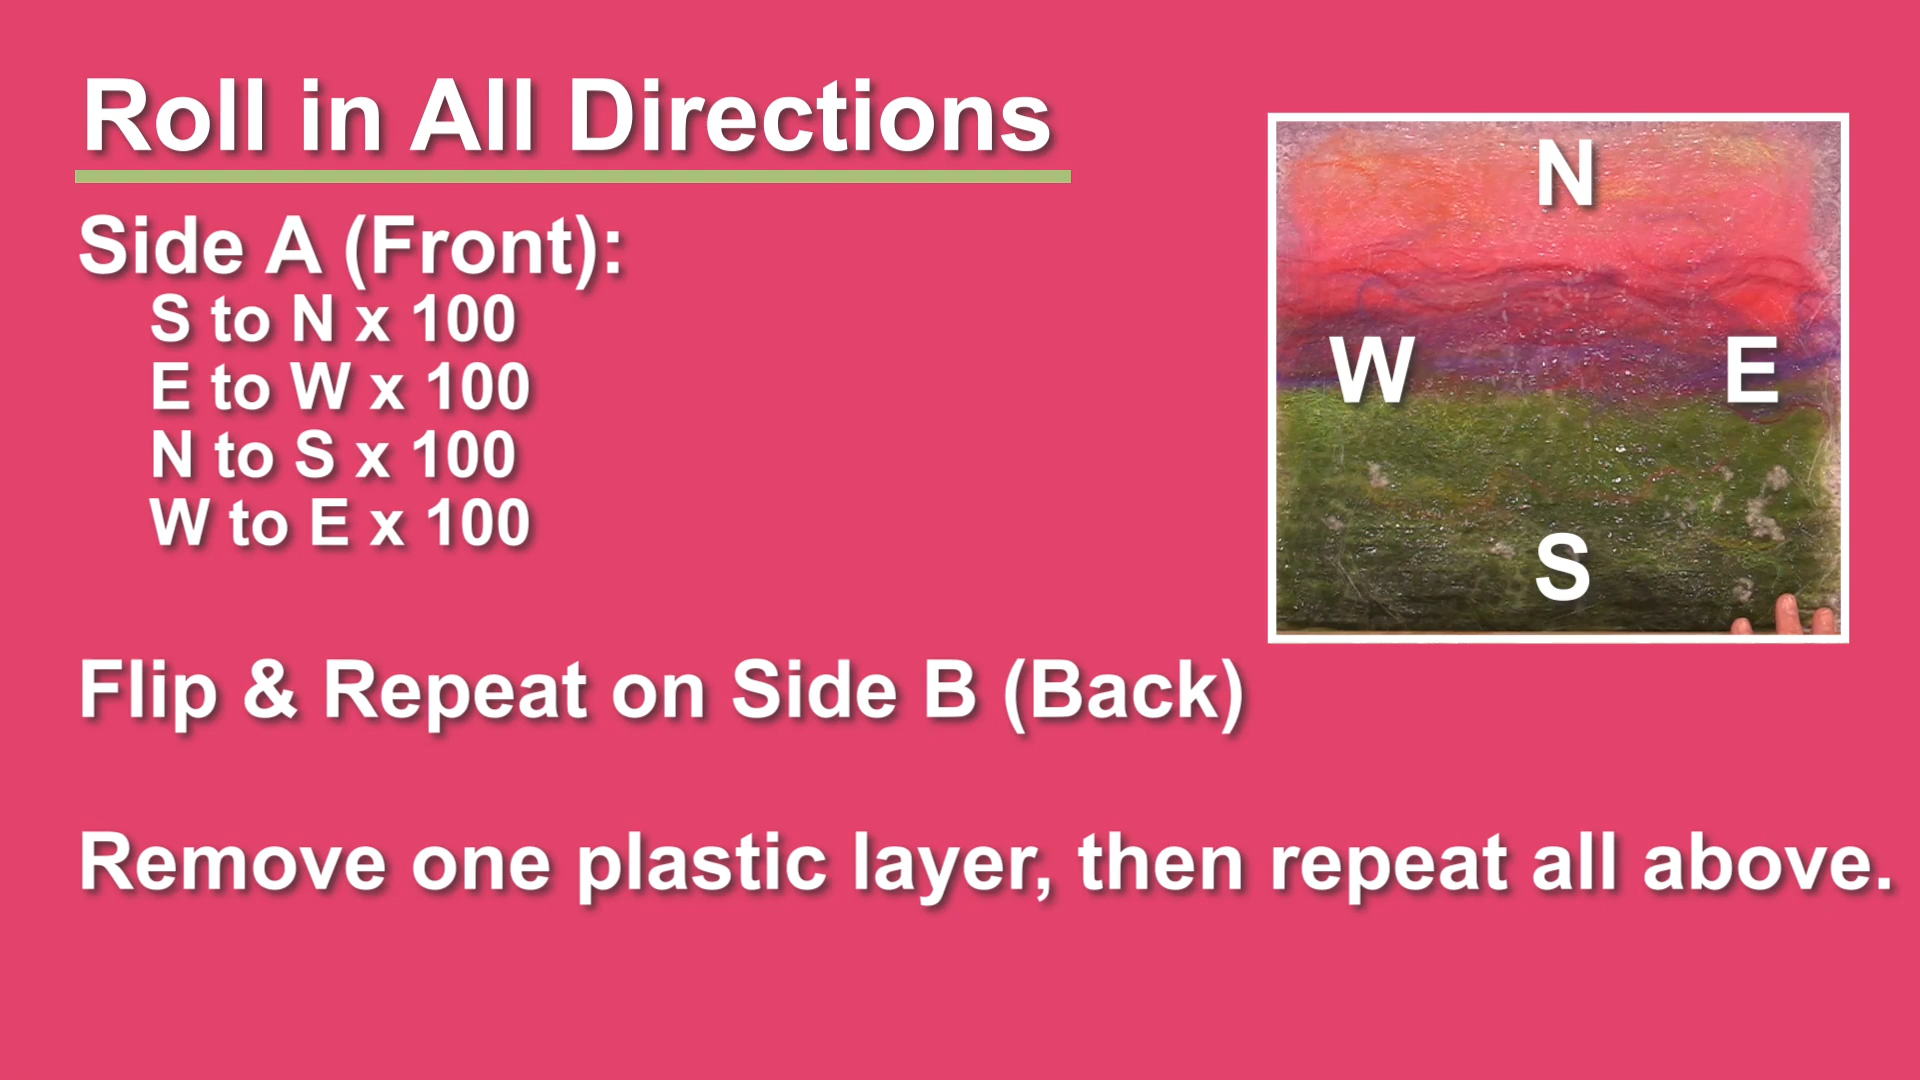 Roll in All Directions
Side A (Front):
S to N x 100
E to W x 100
N to S x 100
W to E x 100
Flip & Repeat on Side B (Back)
Remove one plastic layer, then repeat all above.
N
W E
S